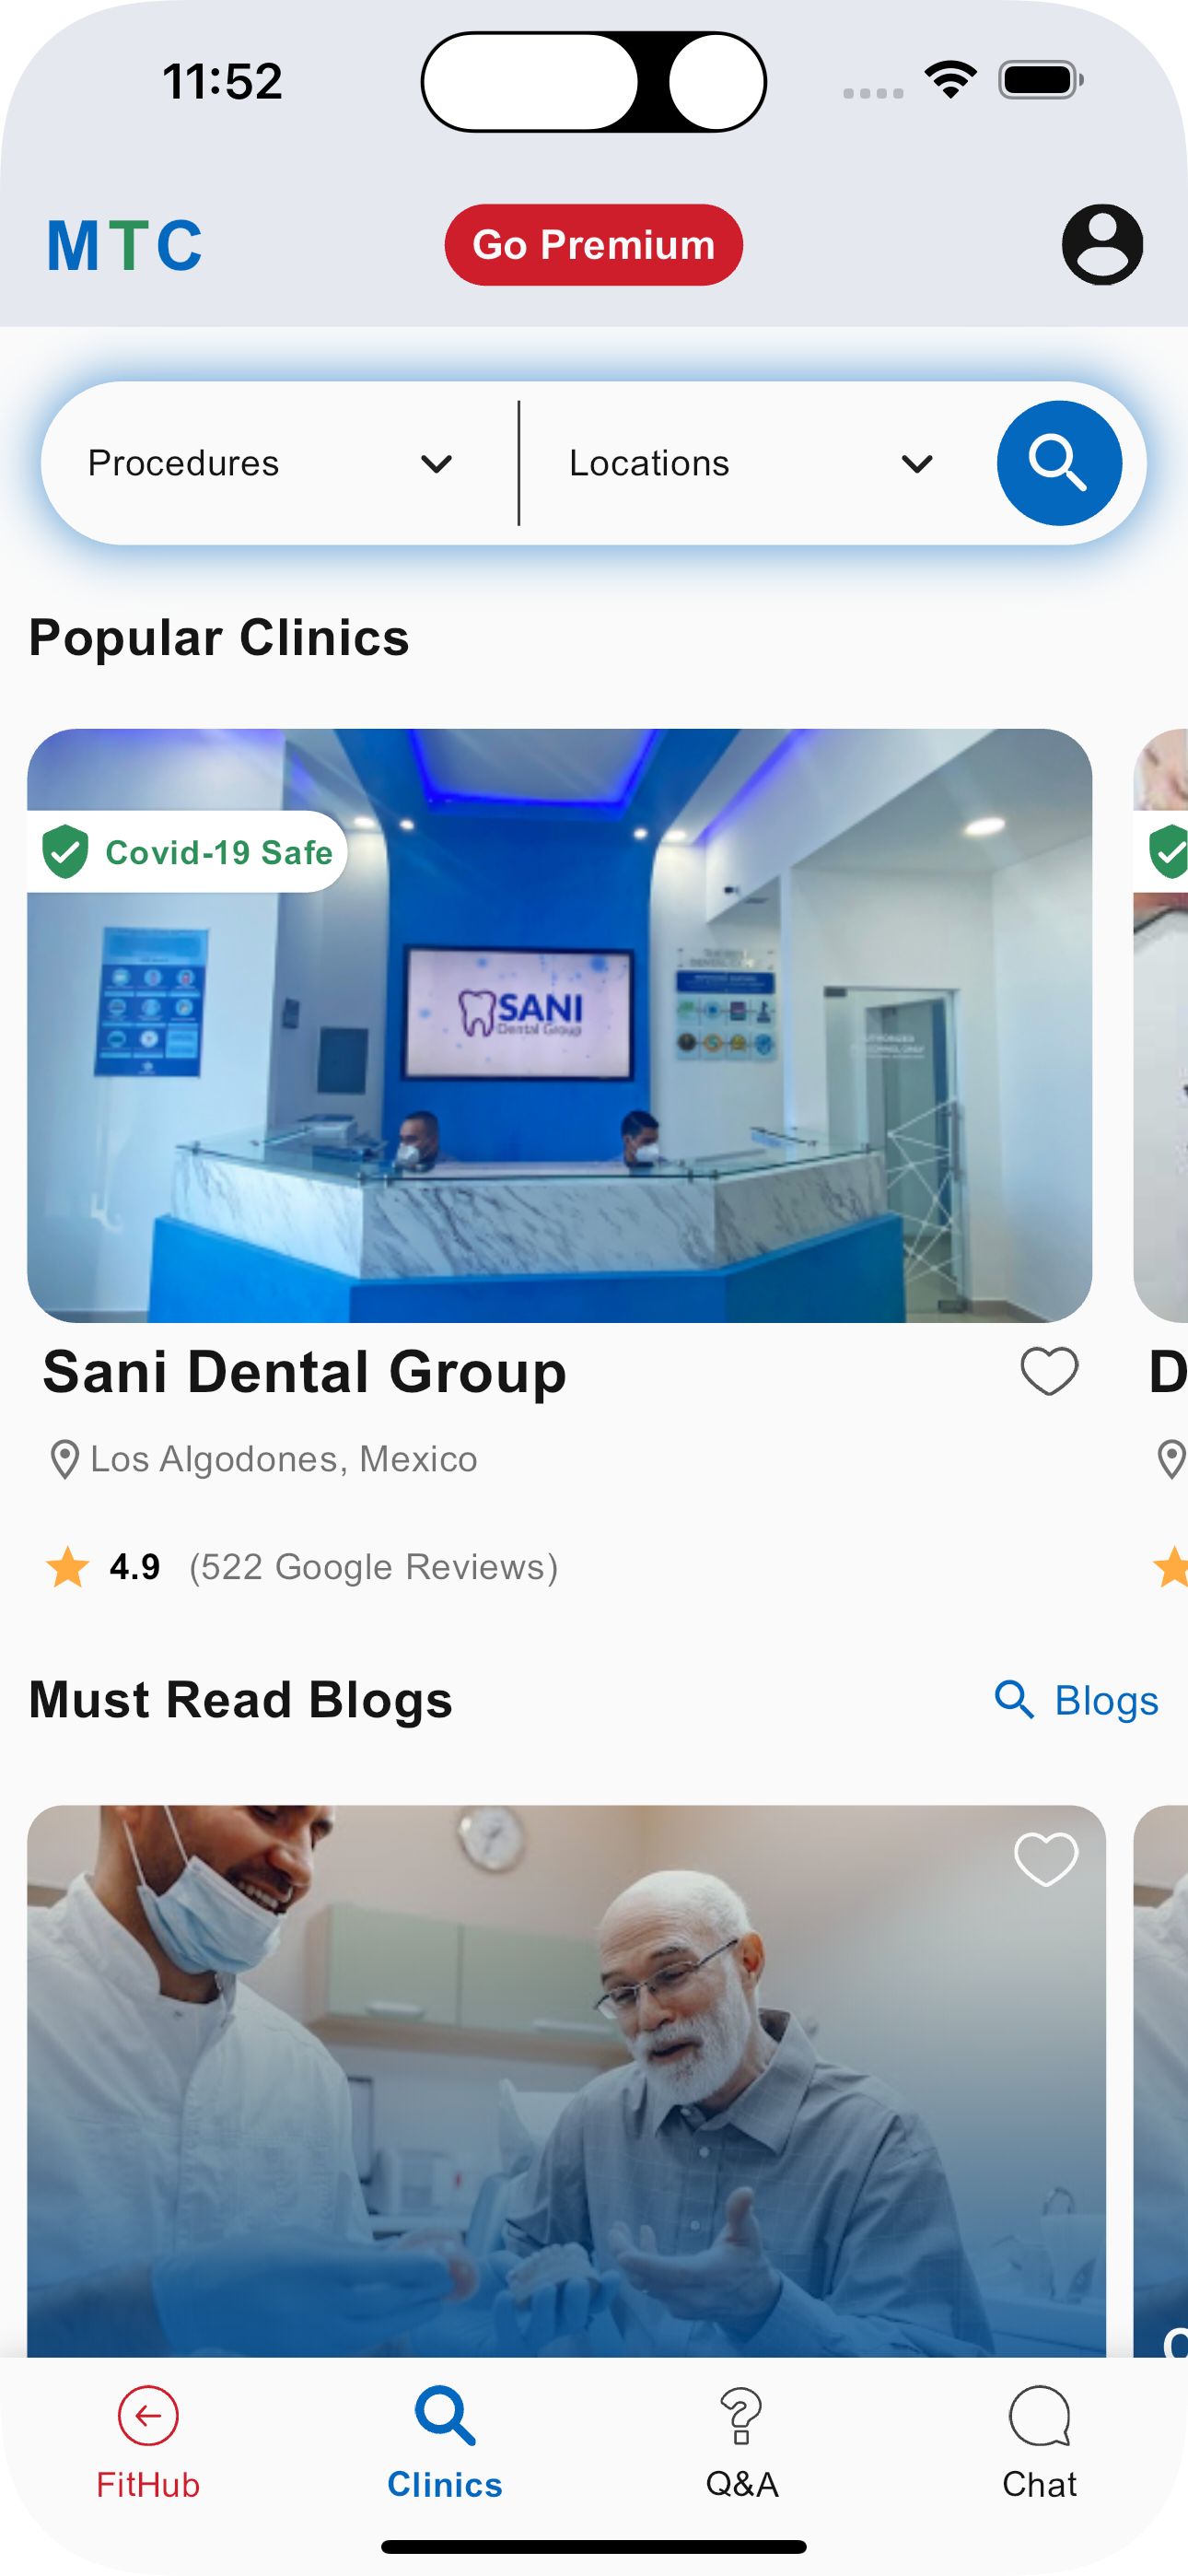 11:52
MTC
Go Premium
Procedures
Locations
Popular Clinics
Covid-19 Safe
SANI
Dental Group
Sani Dental Group
D
Los Algodones, Mexico
4.9 (522 Google Reviews)
Must Read Blogs
Blogs
FitHub
Clinics
Q&A
Chat